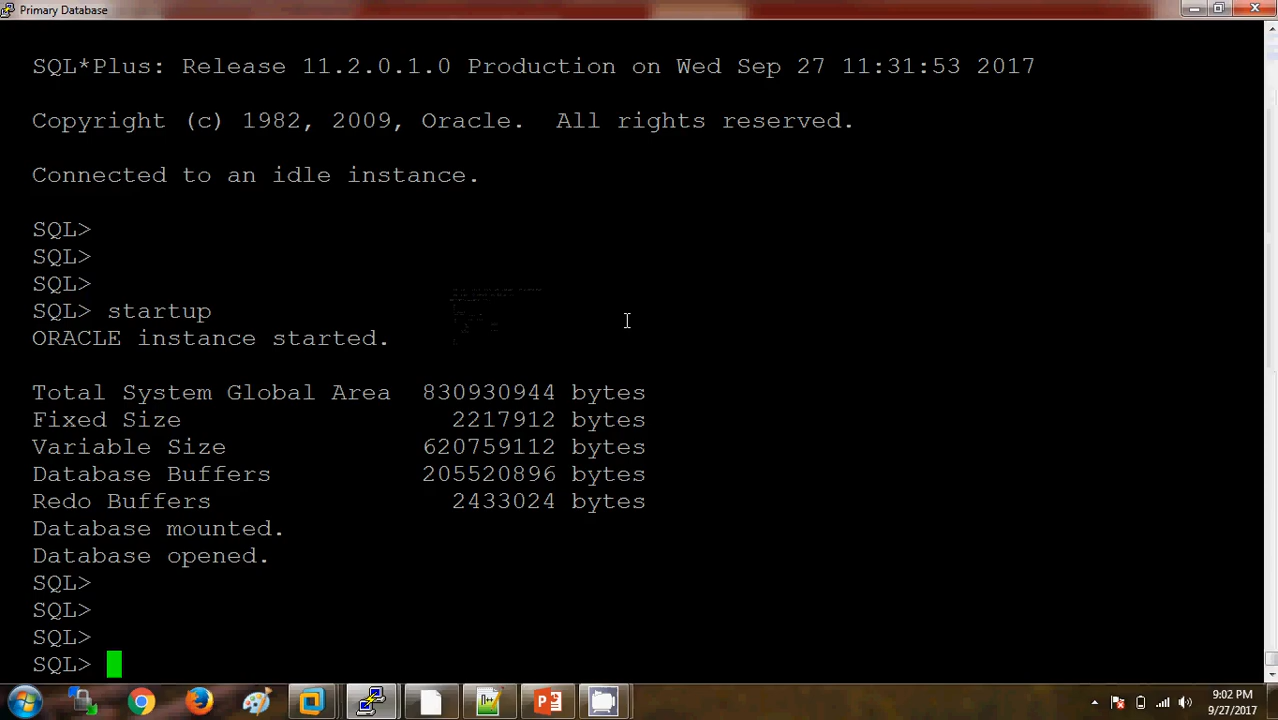 Primary Database
SQL*Plus: Release 11.2.0.1.0 Production on Wed Sep 27 11:31:53 2017
Copyright (c) 1982, 2009, Oracle.  All rights reserved.
Connected to an idle instance.
SQL>
SQL>
SQL>
SQL> startup
ORACLE instance started.
Total System Global Area  830930944 bytes
Fixed Size                  2217912 bytes
Variable Size             620759112 bytes
Database Buffers          205520896 bytes
Redo Buffers                2433024 bytes
Database mounted.
Database opened.
SQL>
SQL>
SQL>
SQL>
9:02 PM
9/27/2017